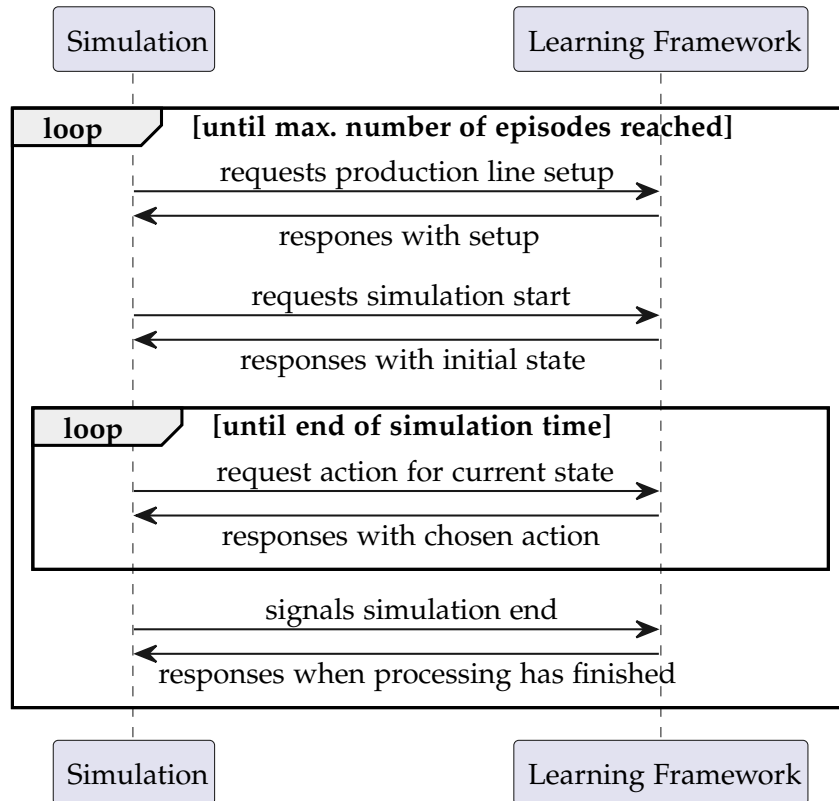 Simulation
Learning Framework
loop
[until max. number of episodes reached]
requests production line setup
respones with setup
requests simulation start
responses with initial state
loop
[until end of simulation time]
request action for current state
responses with chosen action
signals simulation end
responses when processing has finished
Simulation
Learning Framework